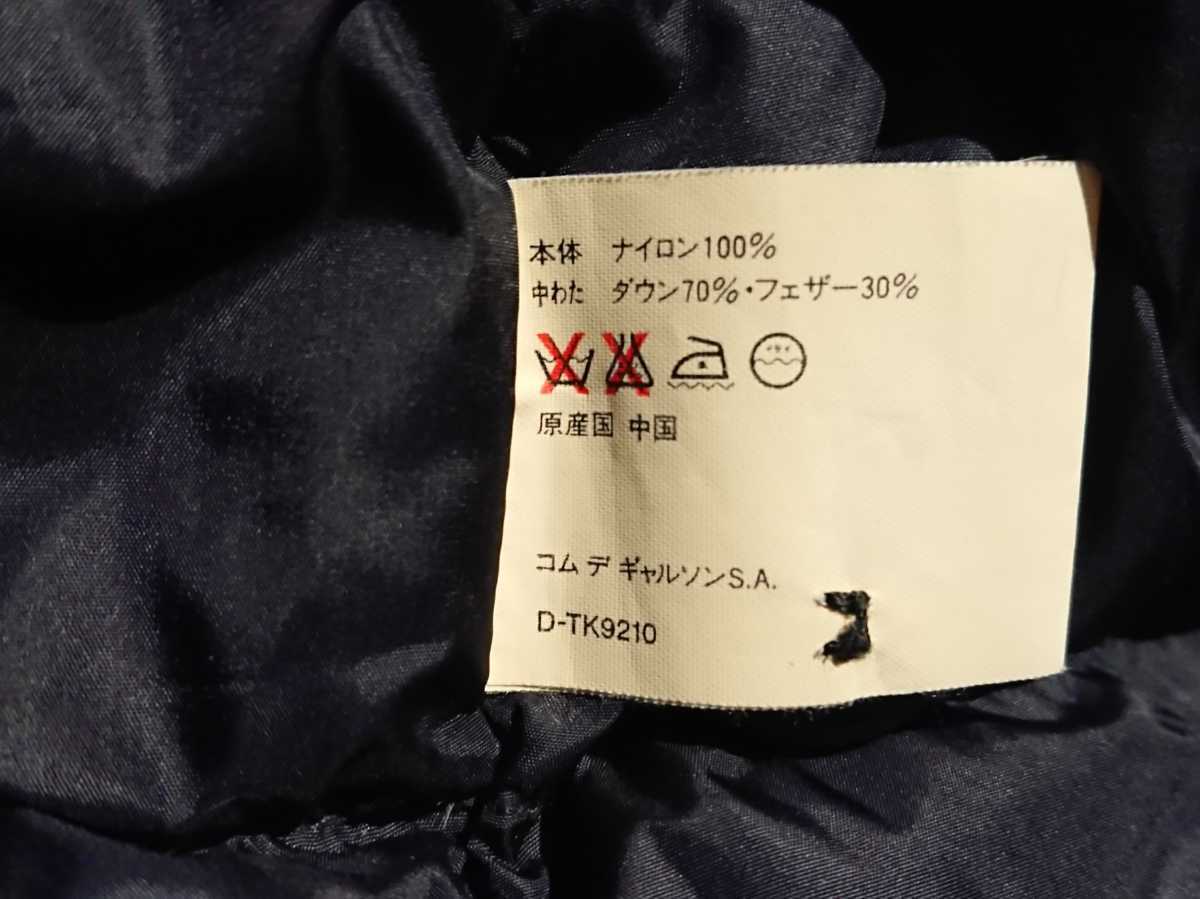 本体 ナイロン100%
中わた ダウン70%・フェザー30%
原産国 中国
コム デ ギャルソンS.A.
D-TK9210